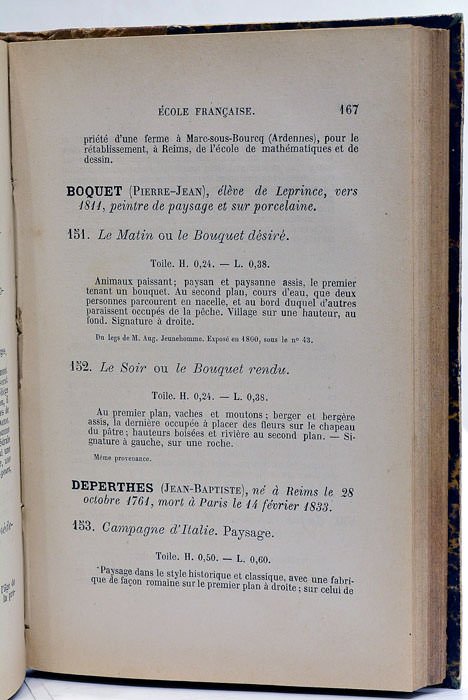 ÉCOLE FRANÇAISE. 167
priété d'une ferme à Marc-sous-Bourcq (Ardennes), pour le
rétablissement, à Reims, de l'école de mathématiques et de
dessin.
BOQUET (Pierre-Jean), élève de Leprince, vers
1811, peintre de paysage et sur porcelaine.
151. Le Matin ou le Bouquet désiré.
Toile. H. 0,24. — L. 0,38.
Animaux paissant; paysan et paysanne assis, le premier
tenant un bouquet. Au second plan, cours d'eau, que deux
personnes parcourent en nacelle, et au bord duquel d'autres
paraissent occupés de la pêche. Village sur une hauteur, au
fond. Signature à droite.
Du legs de M. Aug. Jeunehomme. Exposé en 1860, sous le nº 43.
152. Le Soir ou le Bouquet rendu.
Toile. H. 0,24. — L. 0,38.
Au premier plan, vaches et moutons; berger et bergère
assis, la dernière occupée à placer des fleurs sur le chapeau
du pâtre; hauteurs boisées et rivière au second plan. — Si-
gnature à gauche, sur une roche.
Même provenance.
DEPERTHES (Jean-Baptiste), né à Reims le 28
octobre 1761, mort à Paris le 14 février 1833.
153. Campagne d'Italie. Paysage.
Toile. H. 0,50. — L. 0,60.
Paysage dans le style historique et classique, avec une fabri-
que de façon romaine sur le premier plan à droite; sur celui de